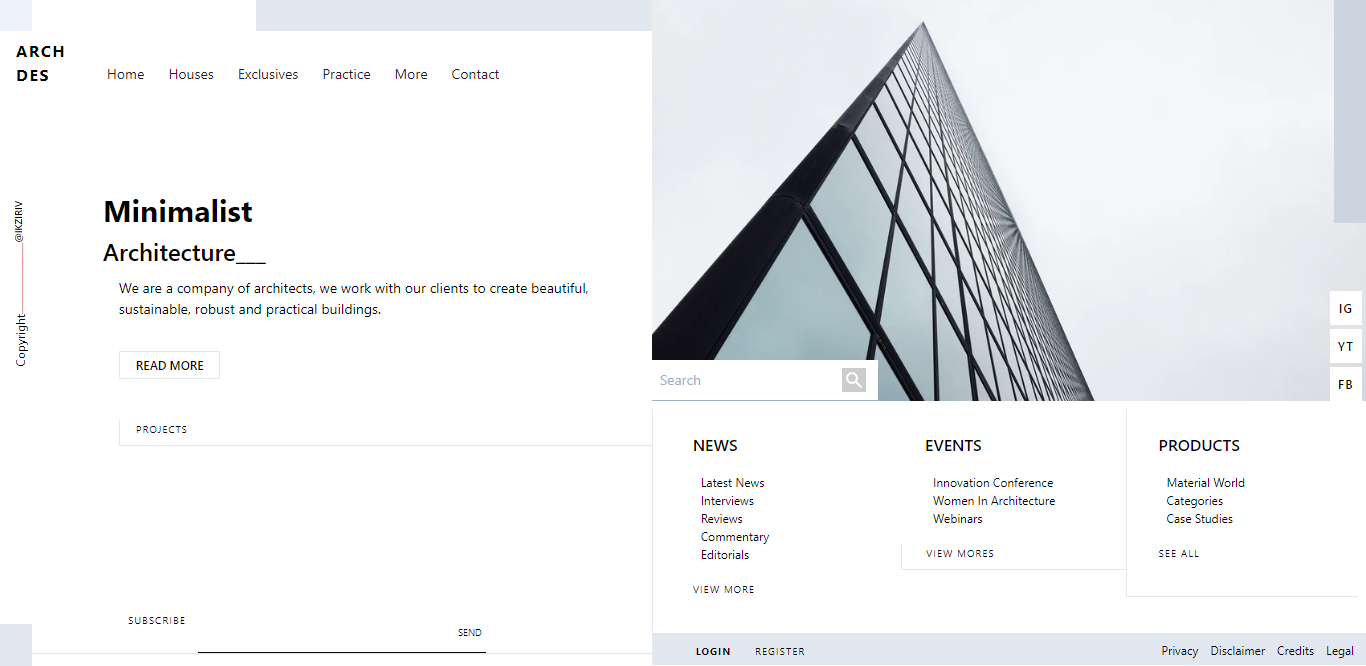 ARCH
DES
Home Houses Exclusives Practice More Contact
Copyright
@IKZIRIV
Minimalist
Architecture___
We are a company of architects, we work with our clients to create beautiful,
sustainable, robust and practical buildings.
READ MORE
PROJECTS
SUBSCRIBE
SEND
IG
YT
FB
Search
NEWS
Latest News
Interviews
Reviews
Commentary
Editorials
VIEW MORE
EVENTS
Innovation Conference
Women In Architecture
Webinars
VIEW MORES
PRODUCTS
Material World
Categories
Case Studies
SEE ALL
LOGIN REGISTER
Privacy Disclaimer Credits Legal